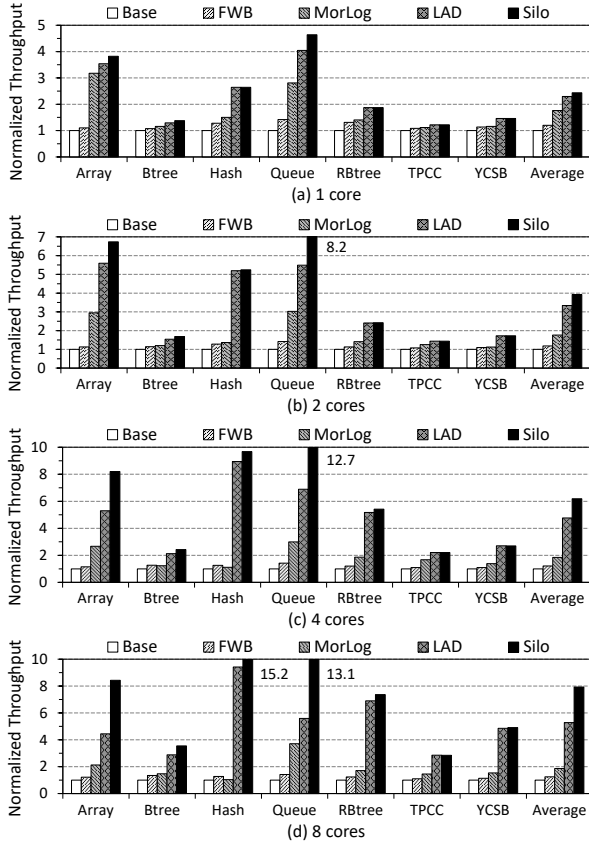 Base FWB MorLog LAD Silo
Normalized Throughput
5
4
3
2
1
0
Array Btree Hash Queue RBtree TPCC YCSB Average
(a) 1 core
Base FWB MorLog LAD Silo
Normalized Throughput
7
8.2
6
5
4
3
2
1
0
Array Btree Hash Queue RBtree TPCC YCSB Average
(b) 2 cores
Base FWB MorLog LAD Silo
Normalized Throughput
10
12.7
8
6
4
2
0
Array Btree Hash Queue RBtree TPCC YCSB Average
(c) 4 cores
Base FWB MorLog LAD Silo
Normalized Throughput
10
15.2 13.1
8
6
4
2
0
Array Btree Hash Queue RBtree TPCC YCSB Average
(d) 8 cores